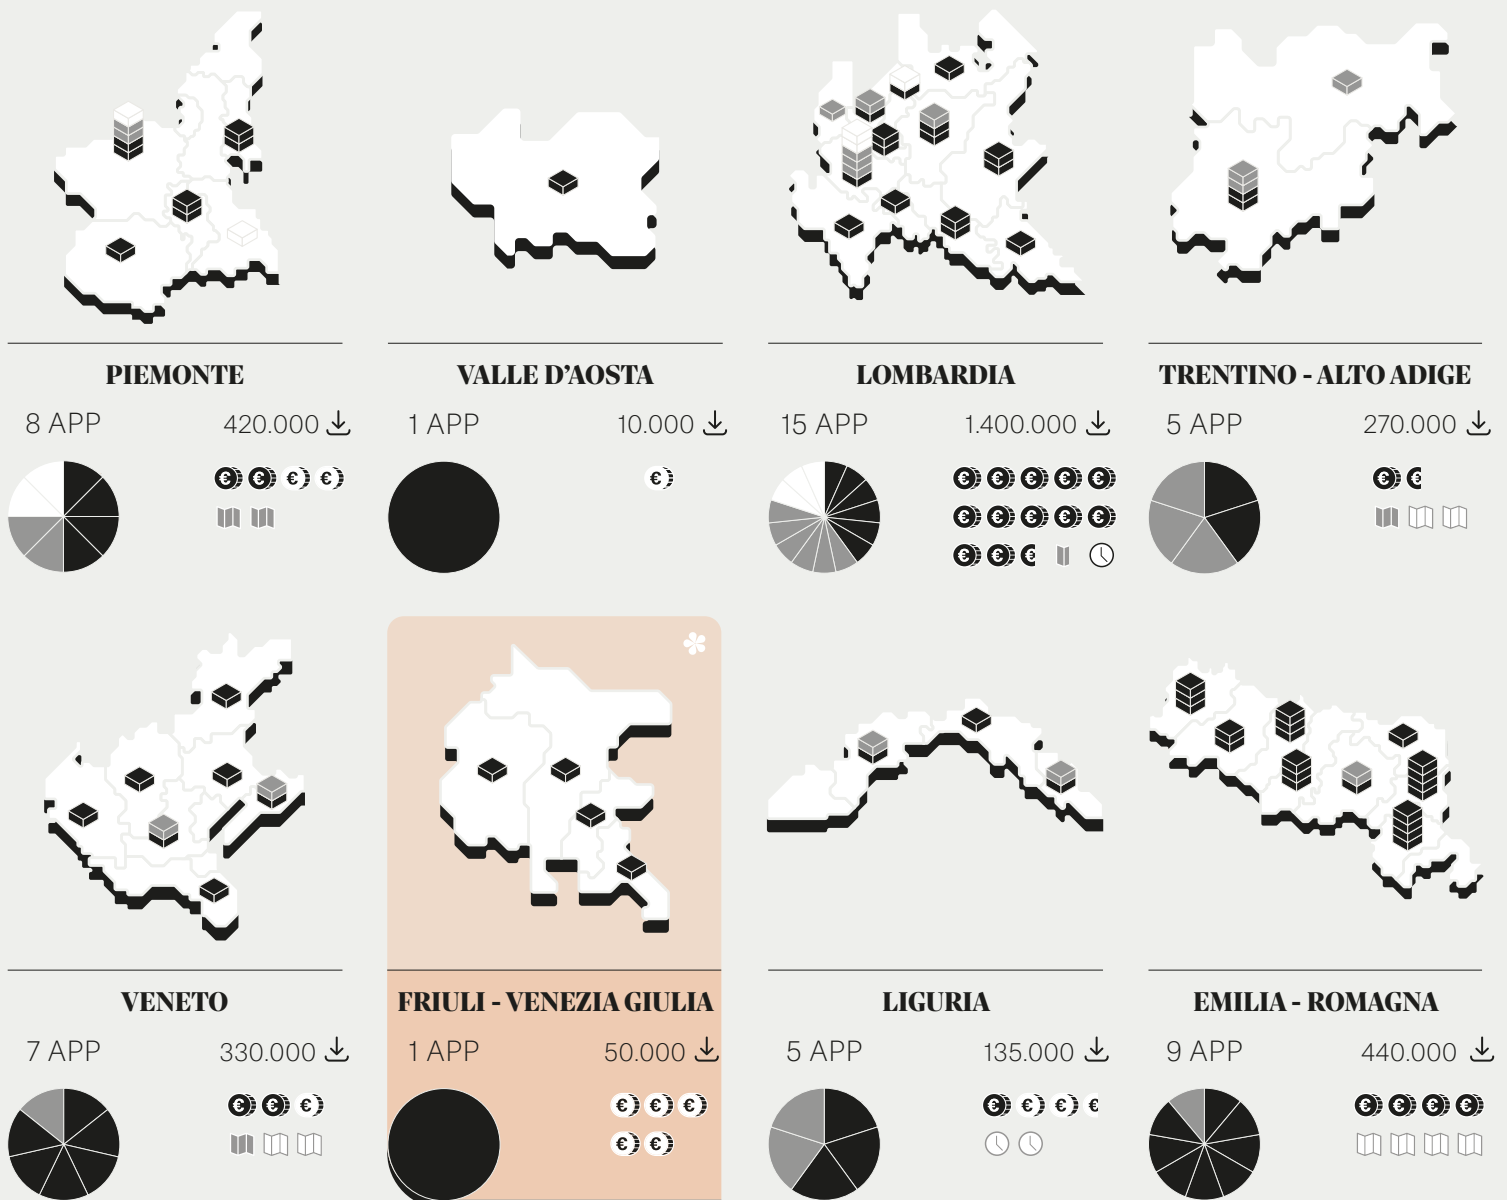 PIEMONTE
8 APP 420.000
VALLE D'AOSTA
1 APP 10.000
LOMBARDIA
15 APP 1.400.000
TRENTINO - ALTO ADIGE
5 APP 270.000
VENETO
7 APP 330.000
FRIULI - VENEZIA GIULIA
1 APP 50.000
LIGURIA
5 APP 135.000
EMILIA - ROMAGNA
9 APP 440.000